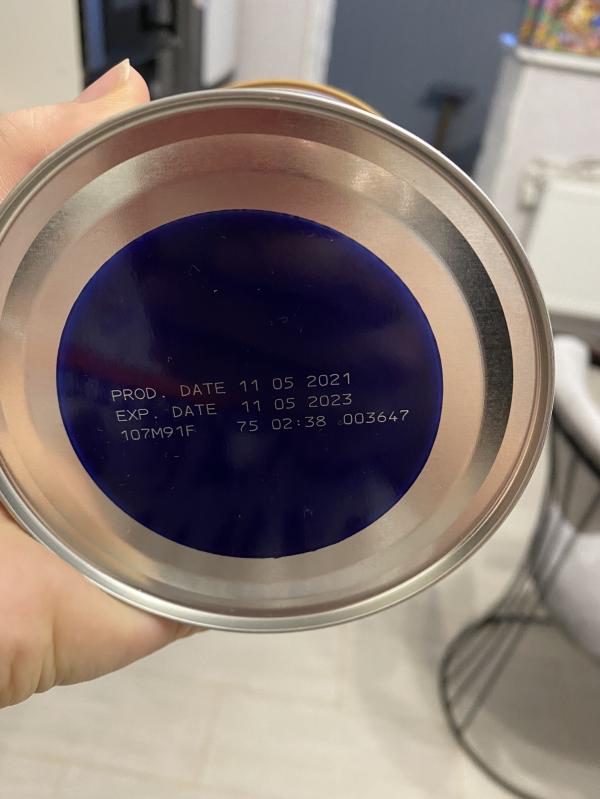 PROD. DATE 11 05 2021
EXP. DATE 11 05 2023
107M91F 75 02:38 003647